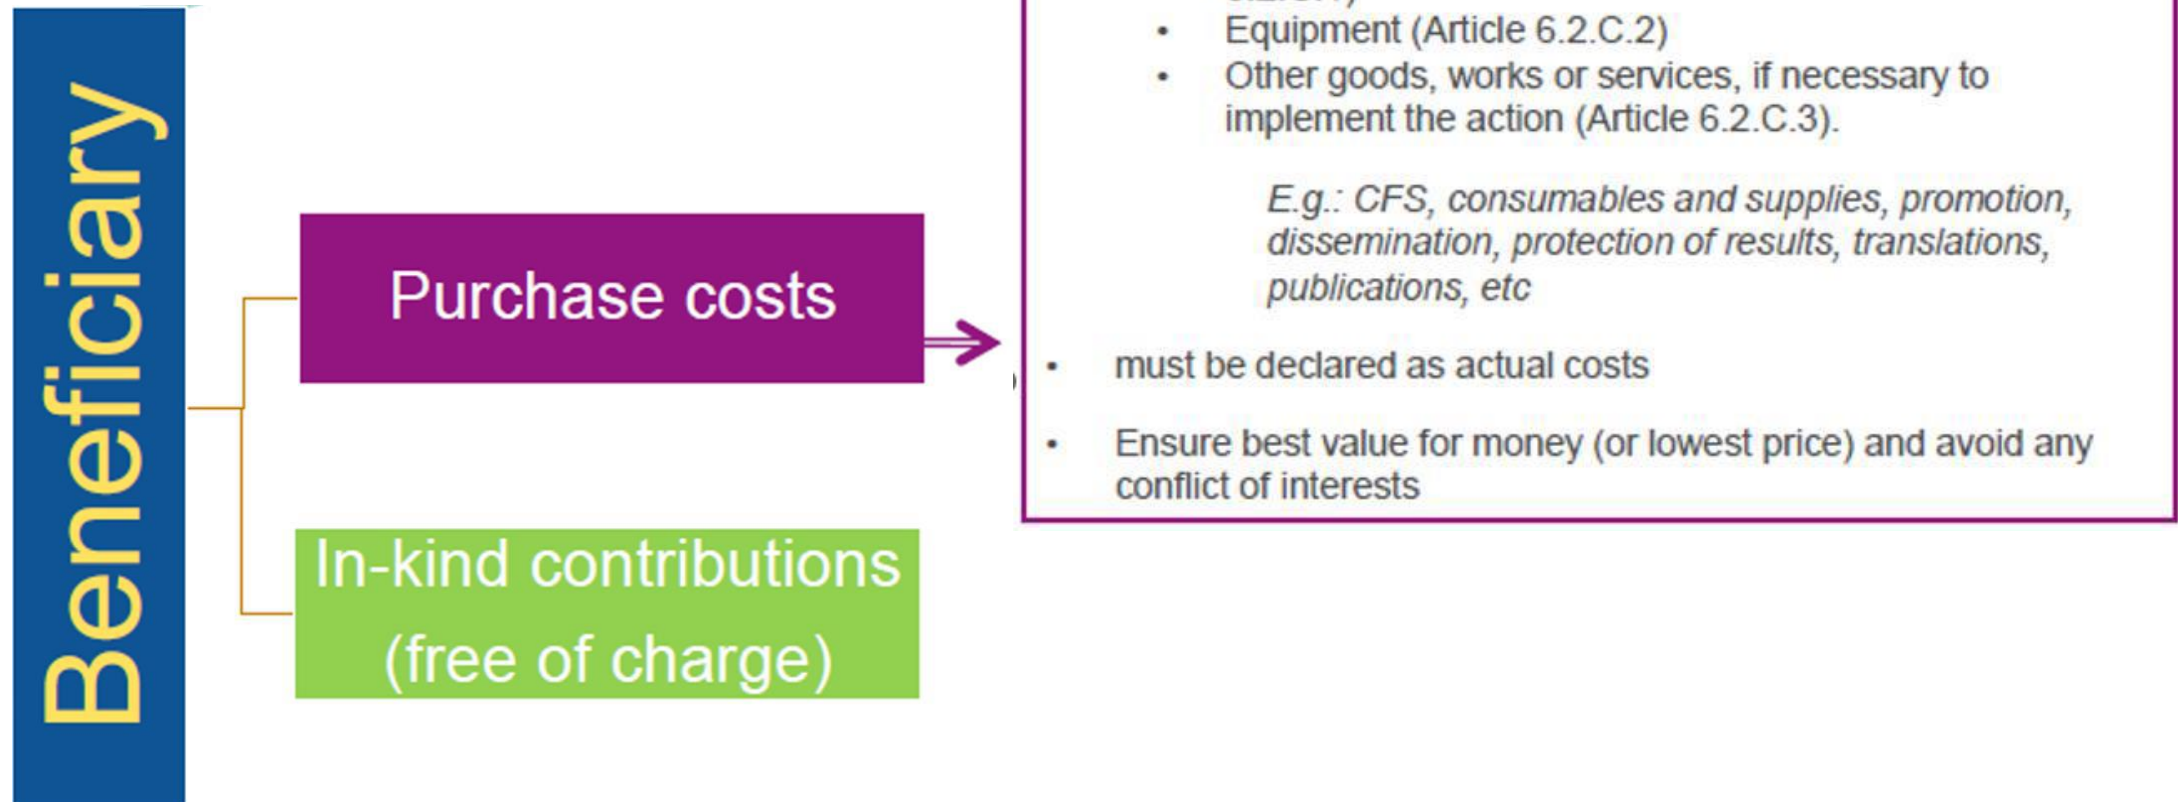 Beneficiary
Purchase costs
In-kind contributions
(free of charge)
• Equipment (Article 6.2.C.2)
• Other goods, works or services, if necessary to
implement the action (Article 6.2.C.3).
E.g.: CFS, consumables and supplies, promotion,
dissemination, protection of results, translations,
publications, etc
• must be declared as actual costs
• Ensure best value for money (or lowest price) and avoid any
conflict of interests